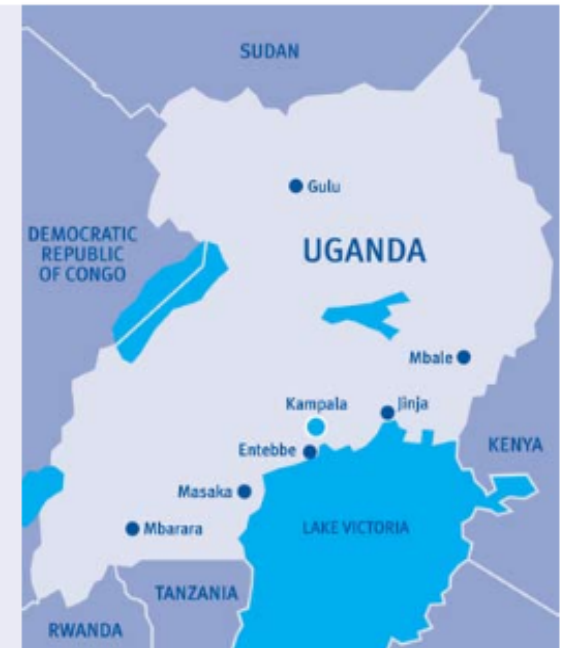 SUDAN
Gulu
DEMOCRATIC
REPUBLIC
OF CONGO
UGANDA
Mbale
Kampala
Jinja
Entebbe
KENYA
Masaka
Mbarara
LAKE VICTORIA
TANZANIA
RWANDA